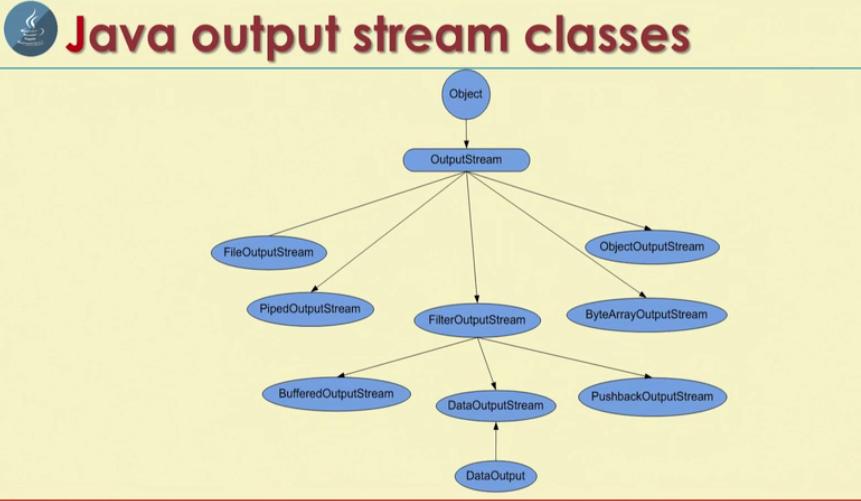 Java output stream classes
Object
OutputStream
FileOutputStream
ObjectOutputStream
PipedOutputStream
FilterOutputStream
ByteArrayOutputStream
BufferedOutputStream
DataOutputStream
PushbackOutputStream
DataOutput